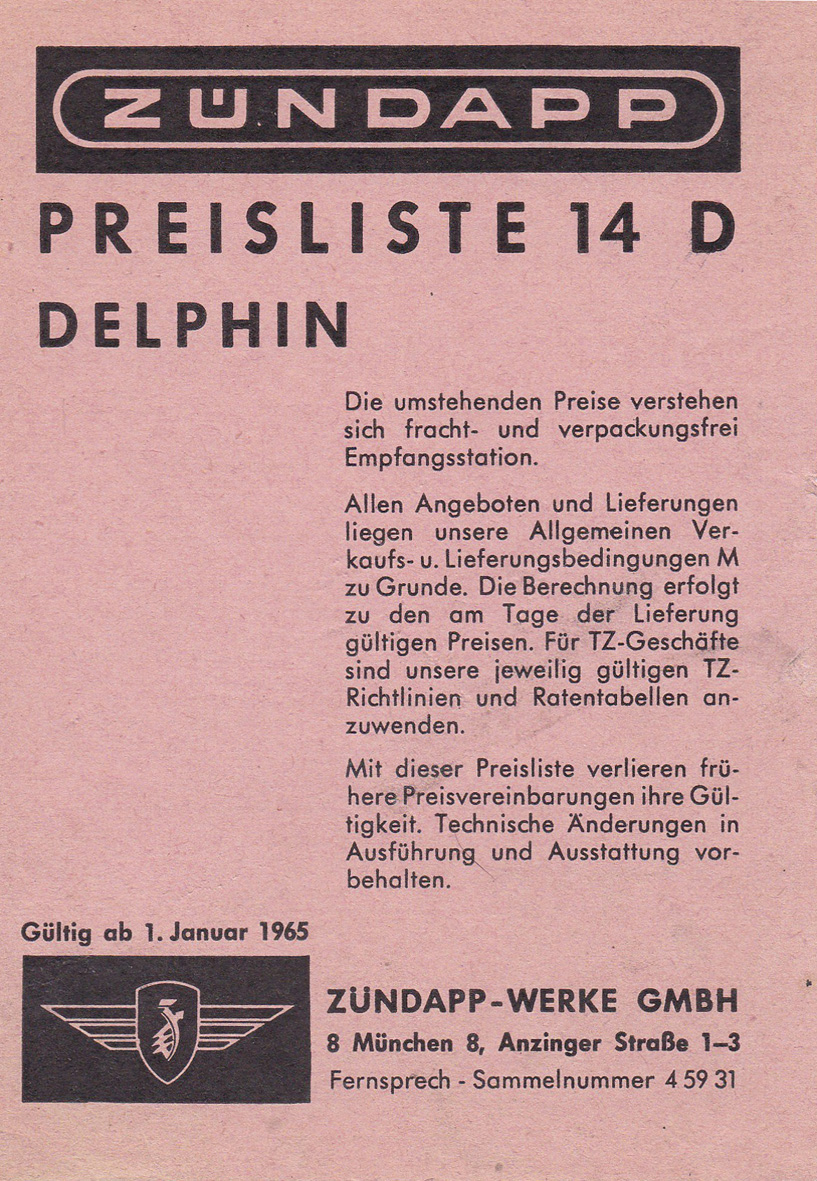 ZÜNDAPP
PREISLISTE 14 D
DELPHIN
Die umstehenden Preise verstehen
sich fracht- und verpackungsfrei
Empfangsstation.
Allen Angeboten und Lieferungen
liegen unsere Allgemeinen Ver-
kaufs- u. Lieferungsbedingungen M
zu Grunde. Die Berechnung erfolgt
zu den am Tage der Lieferung
gültigen Preisen. Für TZ-Geschäfte
sind unsere jeweilig gültigen TZ-
Richtlinien und Ratentabellen an-
zuwenden.
Mit dieser Preisliste verlieren frü-
here Preisvereinbarungen ihre Gül-
tigkeit. Technische Änderungen in
Ausführung und Ausstattung vor-
behalten.
Gültig ab 1. Januar 1965
ZÜNDAPP-WERKE GMBH
8 München 8, Anzinger Straße 1–3
Fernsprech - Sammelnummer 4 59 31